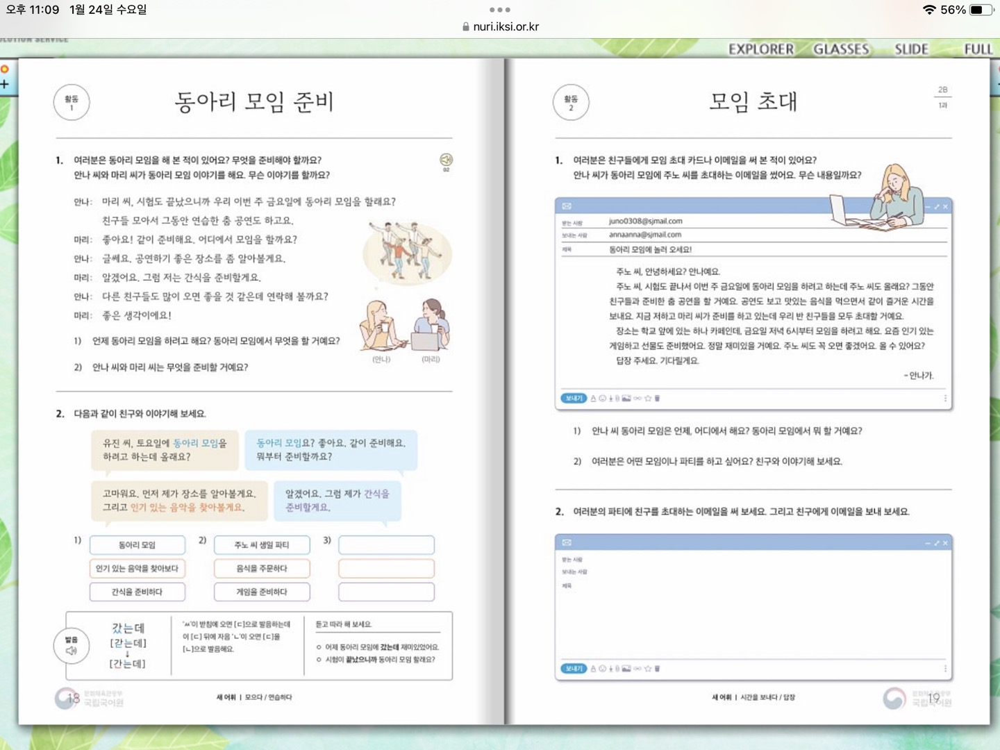 오후 11:09 1월 24일 수요일
56%
nuri.iksi.or.kr
EXPLORER GLASSES SLIDE FULL
활동
1
동아리 모임 준비
1. 여러분은 동아리 모임을 해 본 적이 있어요? 무엇을 준비해야 할까요?
안나 씨와 마리 씨가 동아리 모임 이야기를 해요. 무슨 이야기를 할까요?
02
안나: 마리 씨, 시험도 끝났으니까 우리 이번 주 금요일에 동아리 모임을 할래요?
친구들 모아서 그동안 연습한 춤 공연도 하고요.
마리: 좋아요! 같이 준비해요. 어디에서 모임을 할까요?
안나: 글쎄요. 공연하기 좋은 장소를 좀 알아볼게요.
마리: 알겠어요. 그럼 저는 간식을 준비할게요.
안나: 다른 친구들도 많이 오면 좋을 것 같은데 연락해 볼까요?
마리: 좋은 생각이에요!
1) 언제 동아리 모임을 하려고 해요? 동아리 모임에서 무엇을 할 거예요?
2) 안나 씨와 마리 씨는 무엇을 준비할 거예요?
(안나) (마리)
2. 다음과 같이 친구와 이야기해 보세요.
유진 씨, 토요일에 동아리 모임을
하려고 하는데 올래요?
동아리 모임요? 좋아요. 같이 준비해요.
뭐부터 준비할까요?
고마워요. 먼저 제가 장소를 알아볼게요.
그리고 인기 있는 음악을 찾아볼게요.
알겠어요. 그럼 제가 간식을
준비할게요.
1) 동아리 모임
인기 있는 음악을 찾아보다
간식을 준비하다
2) 주노 씨 생일 파티
음식을 주문하다
게임을 준비하다
3)
발음
갔는데
[갇는데]
↓
[간는데]
'ㅆ'이 받침에 오면 [ㄷ]으로 발음하는데
이 [ㄷ] 뒤에 자음 'ㄴ'이 오면 [ㄷ]을
[ㄴ]으로 발음해요.
듣고 따라 해 보세요.
○ 어제 동아리 모임에 갔는데 재미있었어요.
○ 시험이 끝났으니까 동아리 모임 할래요?
18
문화체육관광부
국립국어원
새 어휘 | 모으다 / 연습하다
활동
2
모임 초대
2B
1과
1. 여러분은 친구들에게 모임 초대 카드나 이메일을 써 본 적이 있어요?
안나 씨가 동아리 모임에 주노 씨를 초대하는 이메일을 썼어요. 무슨 내용일까요?
받는 사람 juno0308@sjmail.com
보내는 사람 annaanna@sjmail.com
제목 동아리 모임에 놀러 오세요!
주노 씨, 안녕하세요? 안나예요.
주노 씨, 시험도 끝나서 이번 주 금요일에 동아리 모임을 하려고 하는데 주노 씨도 올래요? 그동안
친구들과 준비한 춤 공연을 할 거예요. 공연도 보고 맛있는 음식을 먹으면서 같이 즐거운 시간을
보내요. 지금 저하고 마리 씨가 준비를 하고 있는데 우리 반 친구들을 모두 초대할 거예요.
장소는 학교 앞에 있는 하나 카페인데, 금요일 저녁 6시부터 모임을 하려고 해요. 요즘 인기 있는
게임하고 선물도 준비했어요. 정말 재미있을 거예요. 주노 씨도 꼭 오면 좋겠어요. 올 수 있어요?
답장 주세요. 기다릴게요.
- 안나가.
보내기
1) 안나 씨 동아리 모임은 언제, 어디에서 해요? 동아리 모임에서 뭐 할 거예요?
2) 여러분은 어떤 모임이나 파티를 하고 싶어요? 친구와 이야기해 보세요.
2. 여러분의 파티에 친구를 초대하는 이메일을 써 보세요. 그리고 친구에게 이메일을 보내 보세요.
받는 사람
보내는 사람
제목
보내기
새 어휘 | 시간을 보내다 / 답장
문화체육관광부
국립국어원
19